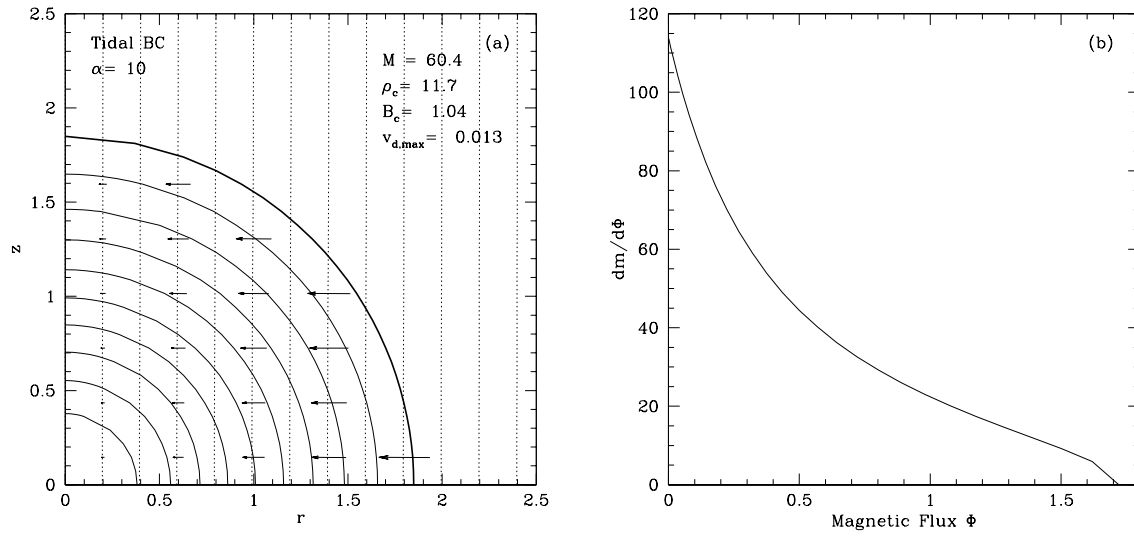 Tidal BC
α= 10
(a)
M = 60.4
ρc= 11.7
Bc= 1.04
vd,max= 0.013
2.5
2
1.5
1
0.5
0
z
0
0.5
1
1.5
2
2.5
r
(b)
120
100
80
60
40
20
0
dm/dΦ
0
0.5
1
1.5
Magnetic Flux Φ